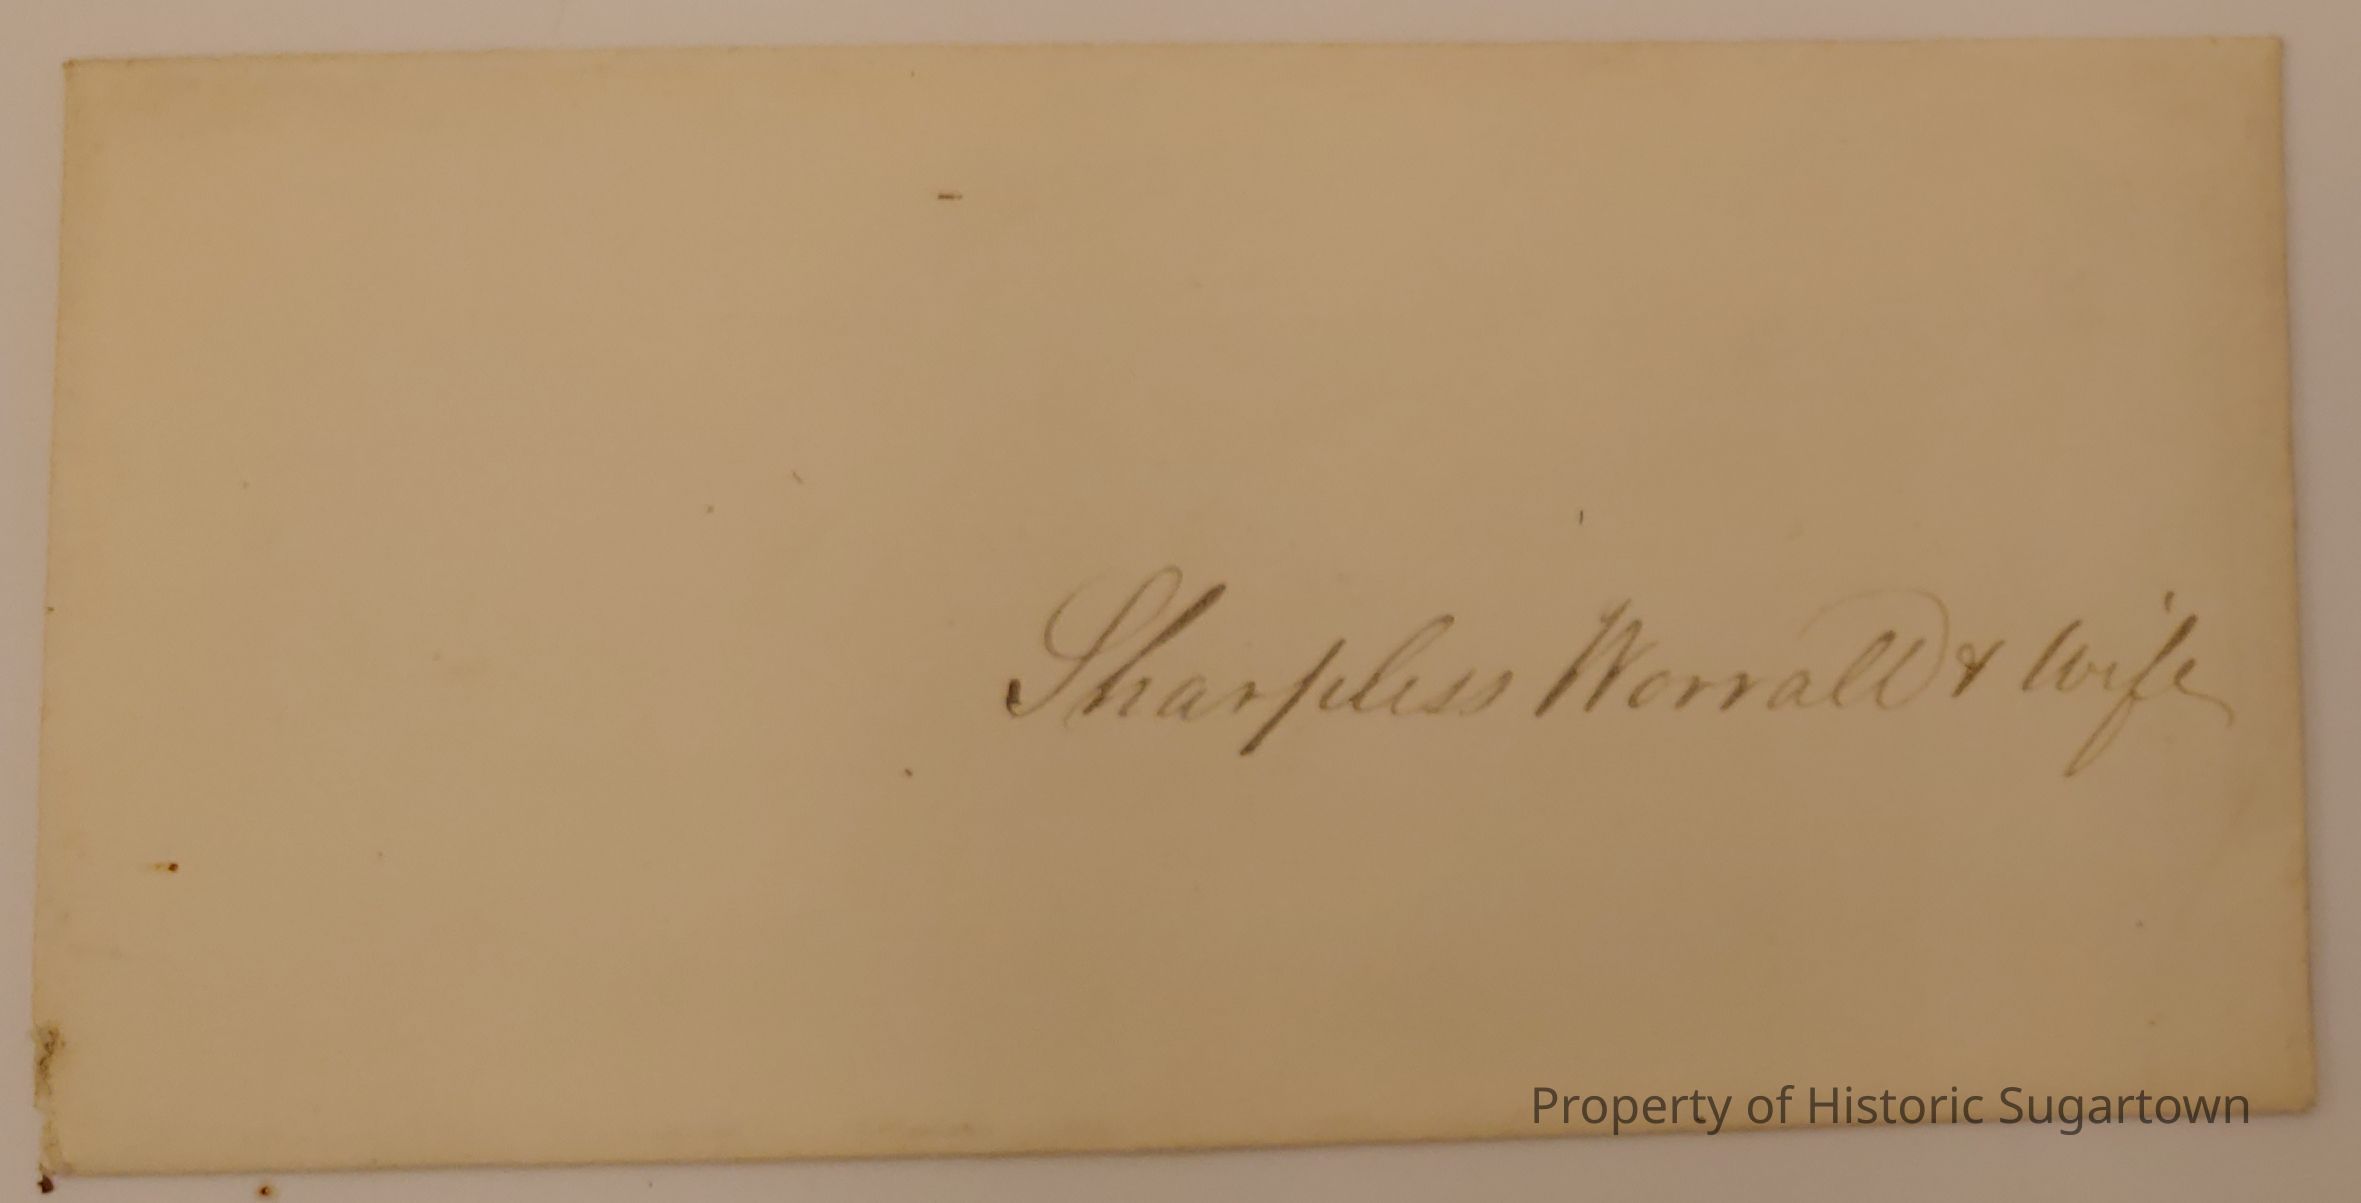 Sharpless Worrall & Wife
Property of Historic Sugartown